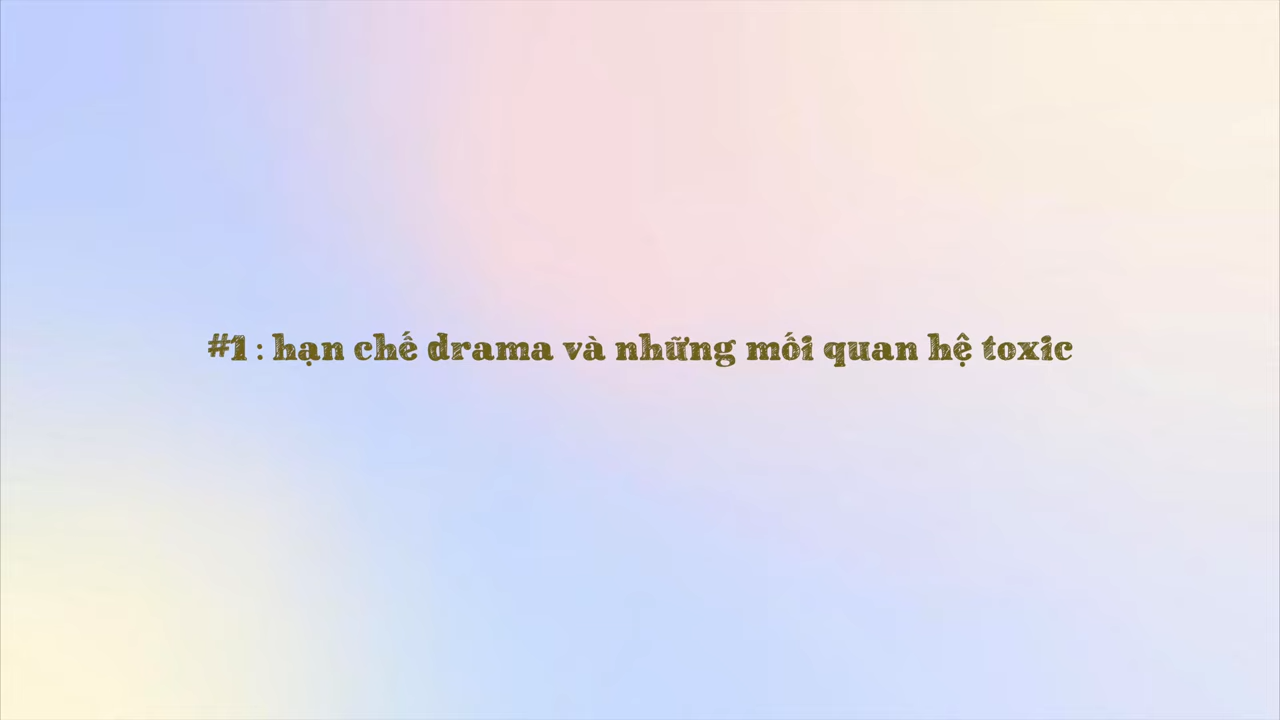 #1 : hạn chế drama và những mối quan hệ toxic